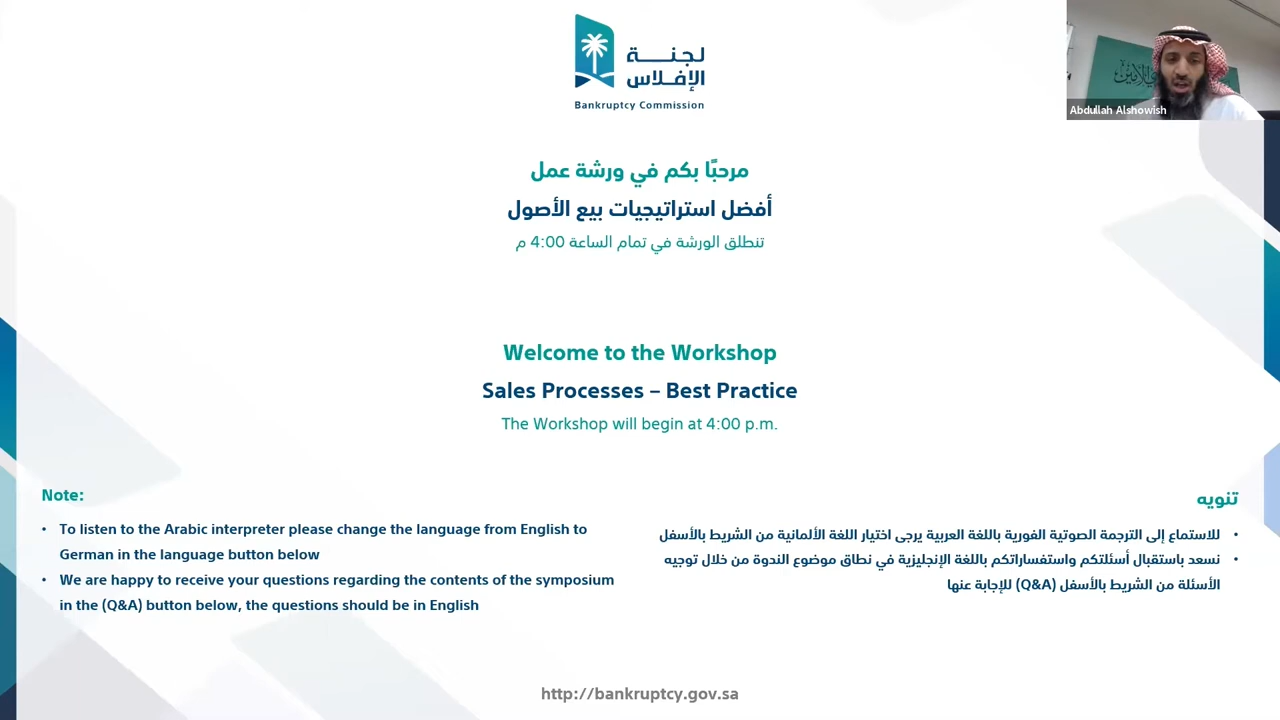 لجنة
الإفلاس
Bankruptcy Commission
Abdullah Alshowish
مرحبًا بكم في ورشة عمل
أفضل استراتيجيات بيع الأصول
تنطلق الورشة في تمام الساعة 4:00 م
Welcome to the Workshop
Sales Processes – Best Practice
The Workshop will begin at 4:00 p.m.
Note:
• To listen to the Arabic interpreter please change the language from English to
German in the language button below
• We are happy to receive your questions regarding the contents of the symposium
in the (Q&A) button below, the questions should be in English
تنويه
• للاستماع إلى الترجمة الصوتية الفورية باللغة العربية يرجى اختيار اللغة الألمانية من الشريط بالأسفل
• نسعد باستقبال أسئلتكم واستفساراتكم باللغة الإنجليزية في نطاق موضوع الندوة من خلال توجيه
الأسئلة من الشريط بالأسفل (Q&A) للإجابة عنها
http://bankruptcy.gov.sa